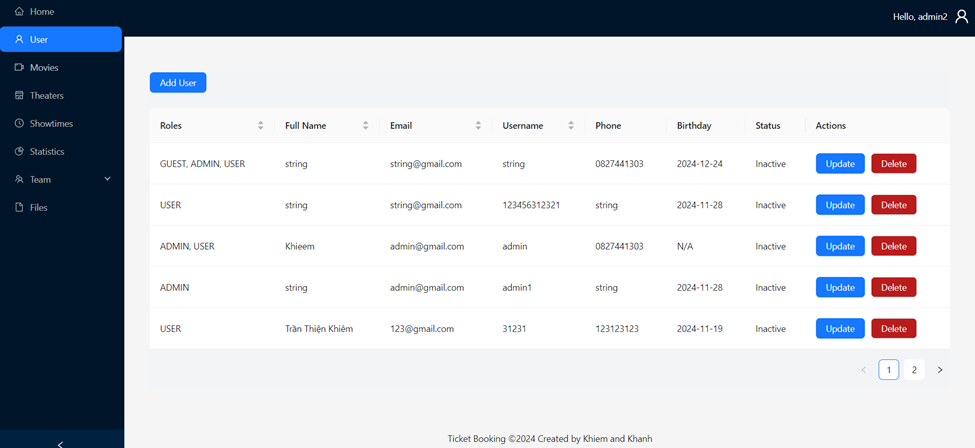 Home
Hello, admin2
User
Movies
Theaters
Showtimes
Statistics
Team
Files
Add User
Roles Full Name Email Username Phone Birthday Status Actions
GUEST, ADMIN, USER string string@gmail.com string 0827441303 2024-12-24 Inactive Update Delete
USER string string@gmail.com 123456312321 string 2024-11-28 Inactive Update Delete
ADMIN, USER Khieem admin@gmail.com admin 0827441303 N/A Inactive Update Delete
ADMIN string admin@gmail.com admin1 string 2024-11-28 Inactive Update Delete
USER Trần Thiện Khiêm 123@gmail.com 31231 123123123 2024-11-19 Inactive Update Delete
1 2
Ticket Booking ©2024 Created by Khiem and Khanh